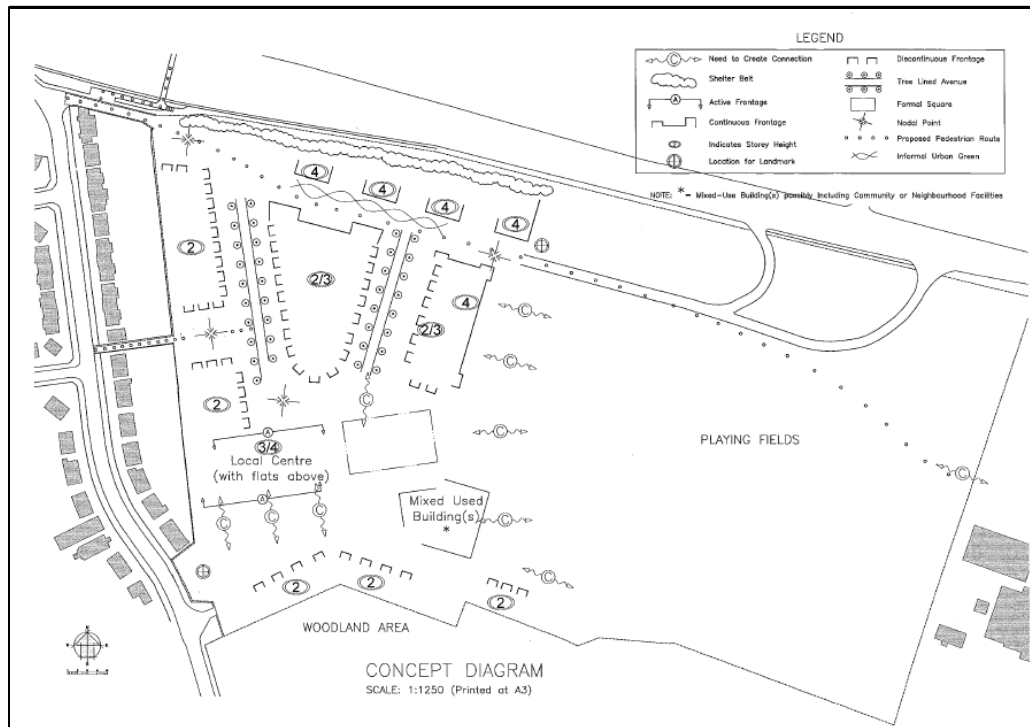 LEGEND
C Need to Create Connection
Shelter Belt
A Active Frontage
Continuous Frontage
2 Indicates Storey Height
Location for Landmark
Discontinuous Frontage
Tree Lined Avenue
Formal Square
Nodal Point
Proposed Pedestrian Route
Informal Urban Green
NOTE: * = Mixed-Use Building(s) possibly Including Community or Neighbourhood Facilities
4
4
4
4
2
2/3
4
2/3
C
C
2
C
A
3/4
Local Centre
(with flats above)
C
PLAYING FIELDS
C
A
Mixed Used
Building(s)
*
C
C
C
C
C
2
2
2
WOODLAND AREA
CONCEPT DIAGRAM
SCALE: 1:1250 (Printed at A3)